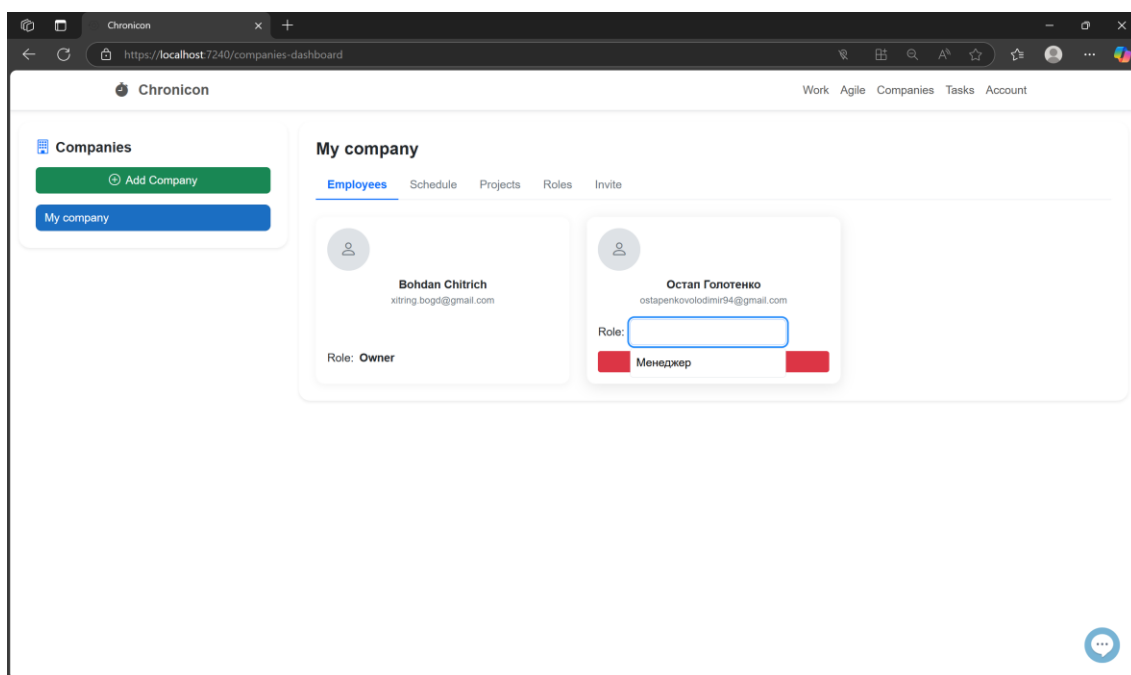 Chronicon
https://localhost:7240/companies-dashboard
Chronicon
Work Agile Companies Tasks Account
Companies
Add Company
My company
My company
Employees Schedule Projects Roles Invite
Bohdan Chitrich
xitring.bogd@gmail.com
Role: Owner
Остап Голотенко
ostapenkovolodimir94@gmail.com
Role:
Менеджер